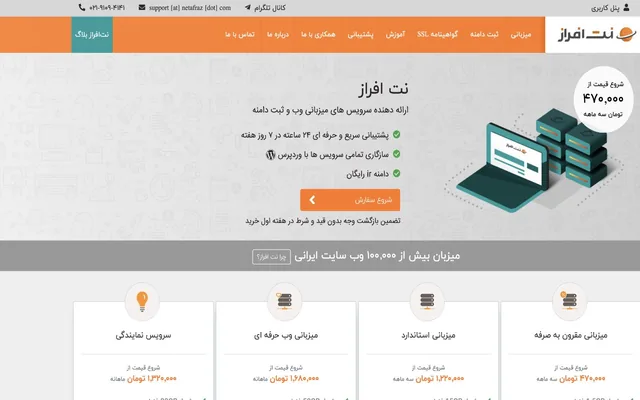 پنل کاربری
کانال تلگرام
support [at] netafraz [dot] com
۰۲۱-۹۱۰۹-۴۱۴۱
نت افراز
میزبانی
ثبت دامنه
گواهینامه SSL
آموزش
پشتیبانی
همکاری با ما
درباره ما
تماس با ما
نت‌افراز بلاگ
شروع قیمت از
۴۷۰,۰۰۰
تومان سه ماهه
نت افراز
ارائه دهنده سرویس های میزبانی وب و ثبت دامنه
پشتیبانی سریع و حرفه ای ۲۴ ساعته در ۷ روز هفته
سازگاری تمامی سرویس ها با وردپرس
دامنه ir رایگان
شروع سفارش
تضمین بازگشت وجه بدون قید و شرط در هفته اول خرید
میزبان بیش از ۱۰۰,۰۰۰ وب سایت ایرانی
چرا نت افراز؟
میزبانی مقرون به صرفه
شروع قیمت از
۴۷۰,۰۰۰ تومان سه ماهه
میزبانی استاندارد
شروع قیمت از
۱,۲۲۰,۰۰۰ تومان سه ماهه
میزبانی وب حرفه ای
شروع قیمت از
۱,۶۸۰,۰۰۰ تومان ماهانه
سرویس نمایندگی
شروع قیمت از
۱,۳۲۰,۰۰۰ تومان ماهانه